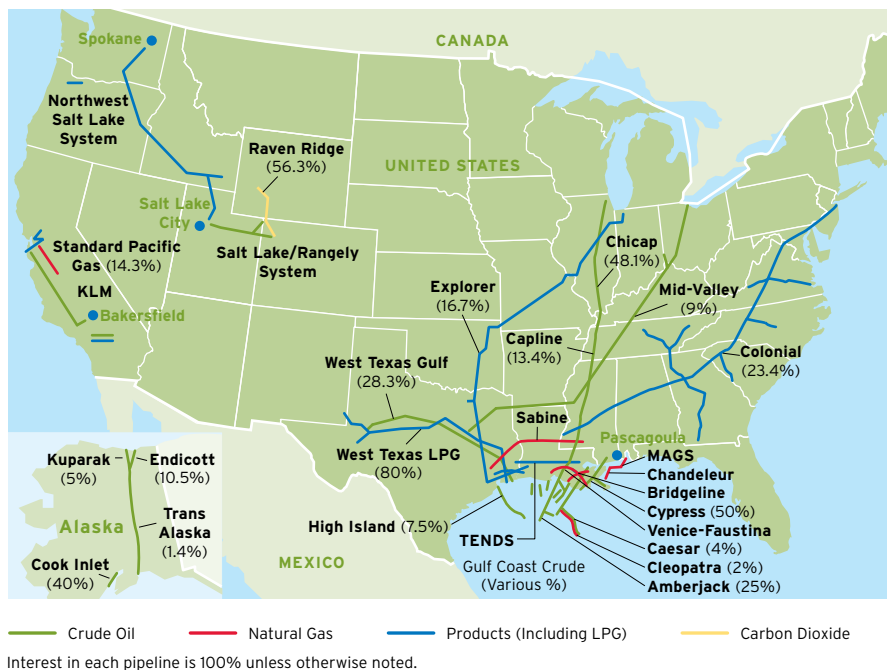 Spokane
CANADA
Northwest
Salt Lake
System
Raven Ridge
(56.3%)
UNITED STATES
Salt Lake
City
Standard Pacific
Gas (14.3%)
Salt Lake/Rangely
System
KLM
Bakersfield
Explorer
(16.7%)
Chicap
(48.1%)
Mid-Valley
(9%)
Capline
(13.4%)
Colonial
(23.4%)
West Texas Gulf
(28.3%)
Sabine
West Texas LPG
(80%)
Pascagoula
MAGS
Chandeleur
Bridgeline
Cypress (50%)
Venice-Faustina
Caesar (4%)
Cleopatra (2%)
Amberjack (25%)
High Island (7.5%)
TENDS
Gulf Coast Crude
(Various %)
MEXICO
Kuparak
(5%)
Endicott
(10.5%)
Alaska
Trans
Alaska
(1.4%)
Cook Inlet
(40%)
Crude Oil
Natural Gas
Products (Including LPG)
Carbon Dioxide
Interest in each pipeline is 100% unless otherwise noted.